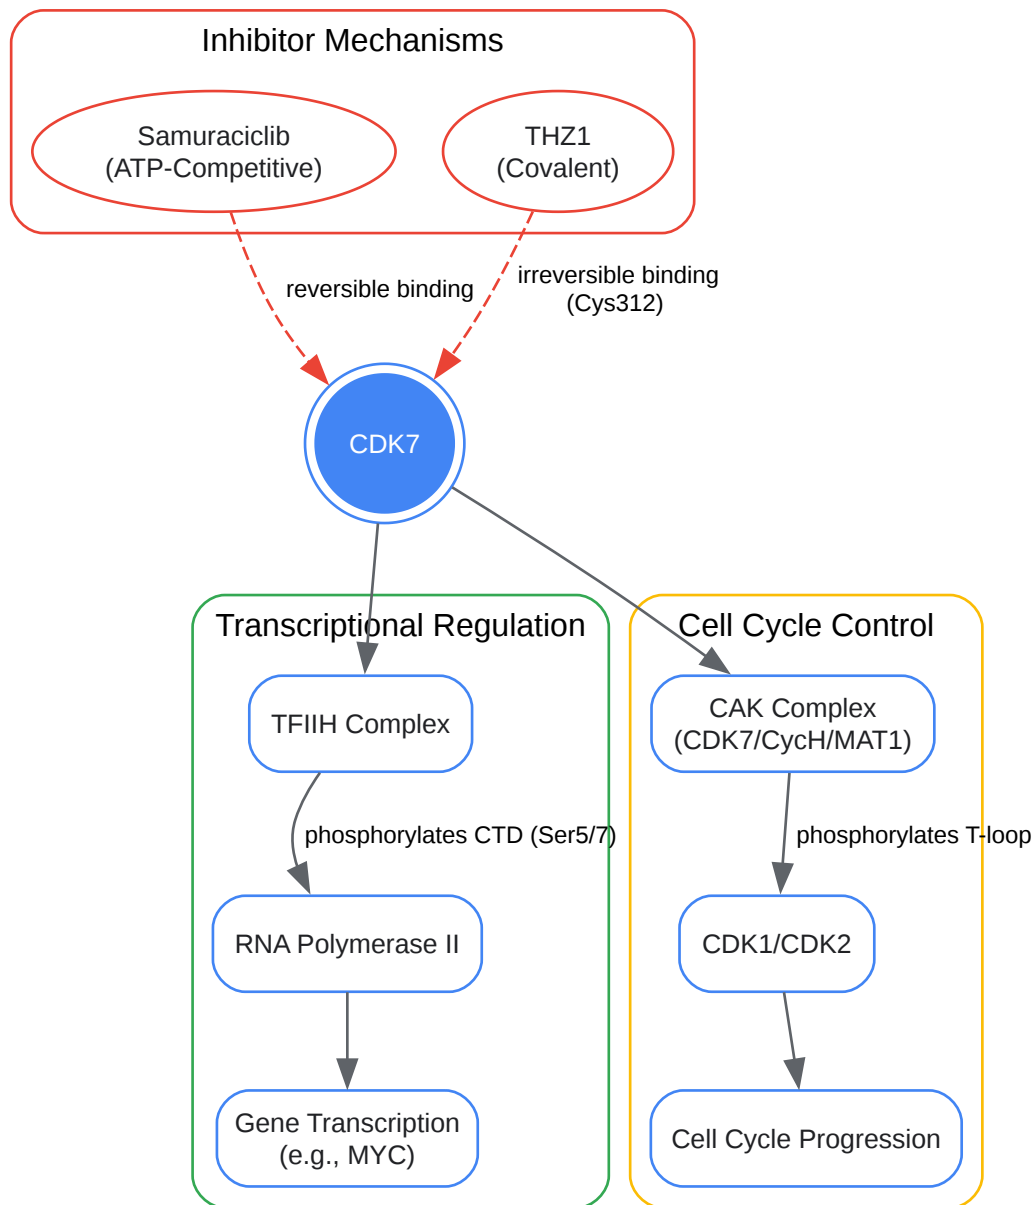 Inhibitor Mechanisms
Samuraciclib
(ATP-Competitive)
THZ1
(Covalent)
reversible binding
irreversible binding
(Cys312)
CDK7
Transcriptional Regulation
TFIIH Complex
phosphorylates CTD (Ser5/7)
RNA Polymerase II
Gene Transcription
(e.g., MYC)
Cell Cycle Control
CAK Complex
(CDK7/CycH/MAT1)
phosphorylates T-loop
CDK1/CDK2
Cell Cycle Progression